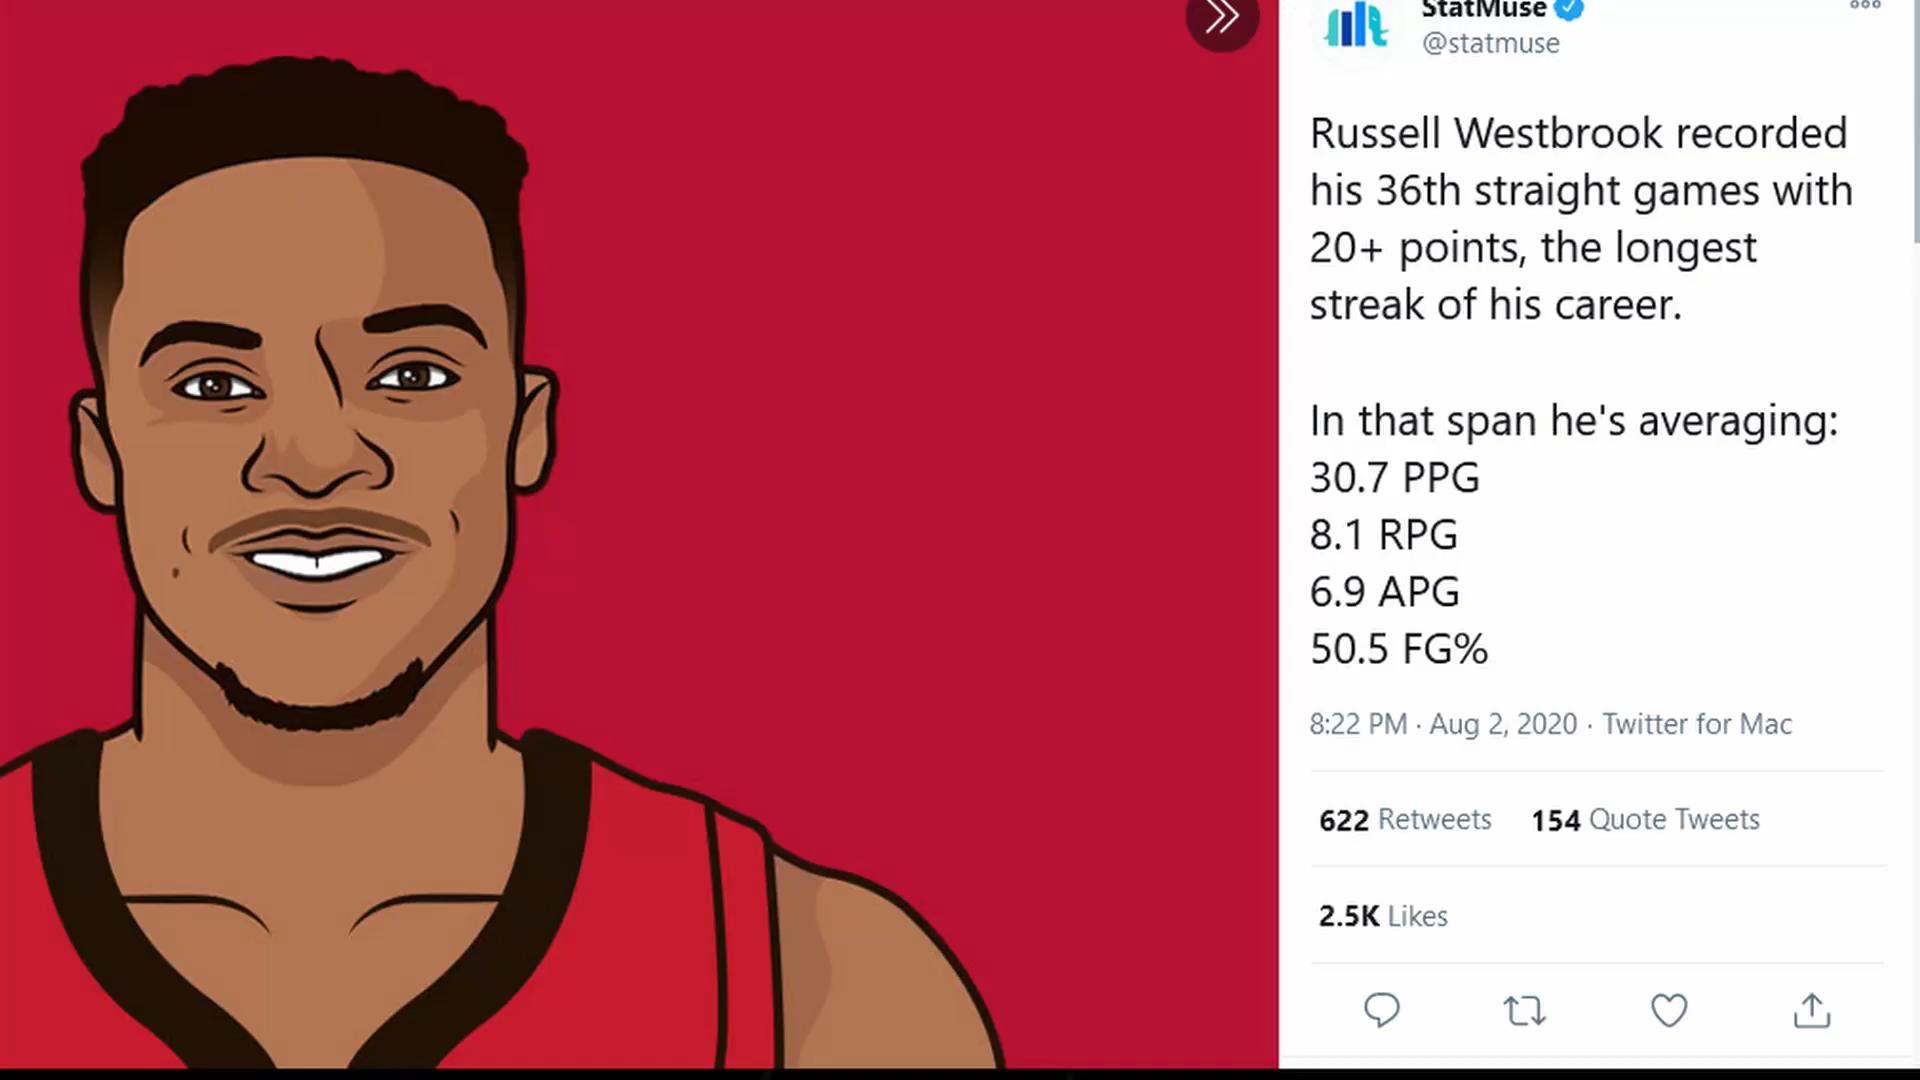 StatMuse
@statmuse
Russell Westbrook recorded
his 36th straight games with
20+ points, the longest
streak of his career.
In that span he's averaging:
30.7 PPG
8.1 RPG
6.9 APG
50.5 FG%
8:22 PM · Aug 2, 2020 · Twitter for Mac
622 Retweets 154 Quote Tweets
2.5K Likes